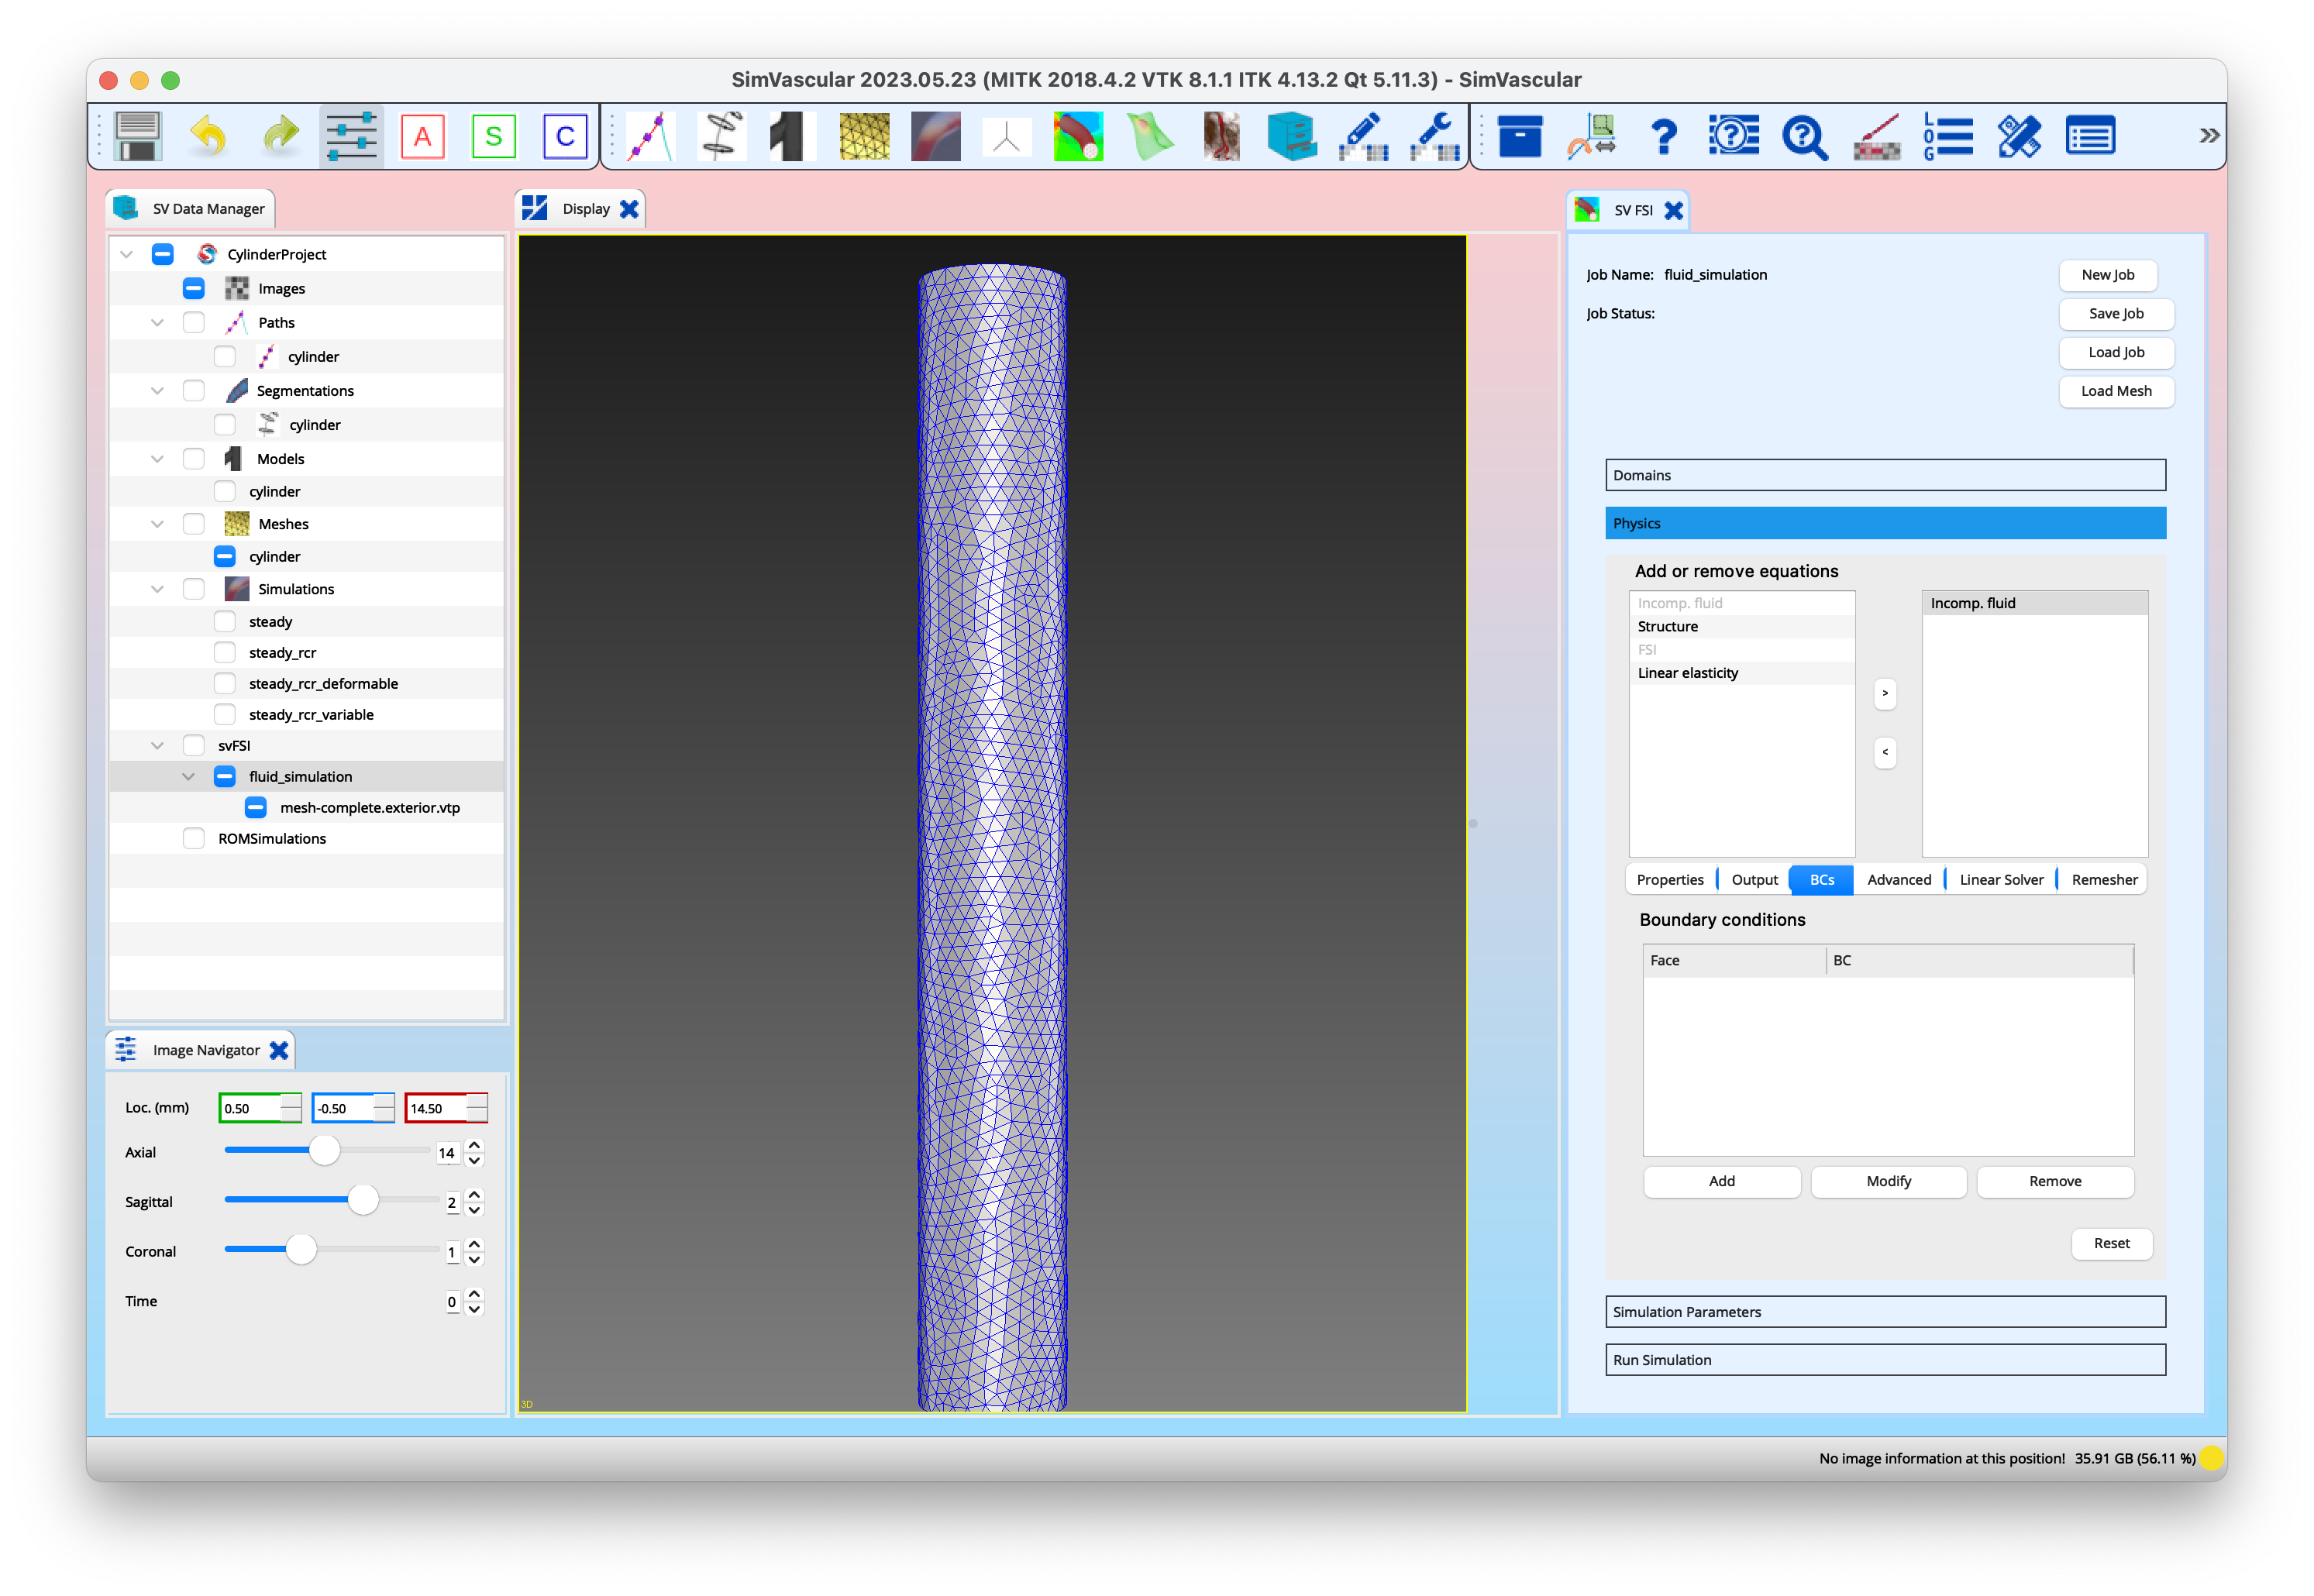 SimVascular 2023.05.23 (MITK 2018.4.2 VTK 8.1.1 ITK 4.13.2 Qt 5.11.3) - SimVascular
A
S
C
LOG
»
SV Data Manager
CylinderProject
Images
Paths
cylinder
Segmentations
cylinder
Models
cylinder
Meshes
cylinder
Simulations
steady
steady_rcr
steady_rcr_deformable
steady_rcr_variable
svFSI
fluid_simulation
mesh-complete.exterior.vtp
ROMSimulations
Image Navigator
Loc. (mm) 0.50 -0.50 14.50
Axial 14
Sagittal 2
Coronal 1
Time 0
Display
3D
SV FSI
Job Name: fluid_simulation
New Job
Job Status:
Save Job
Load Job
Load Mesh
Domains
Physics
Add or remove equations
Incomp. fluid
Structure
FSI
Linear elasticity
>
<
Incomp. fluid
Properties Output BCs Advanced Linear Solver Remesher
Boundary conditions
Face BC
Add Modify Remove
Reset
Simulation Parameters
Run Simulation
No image information at this position! 35.91 GB (56.11 %)